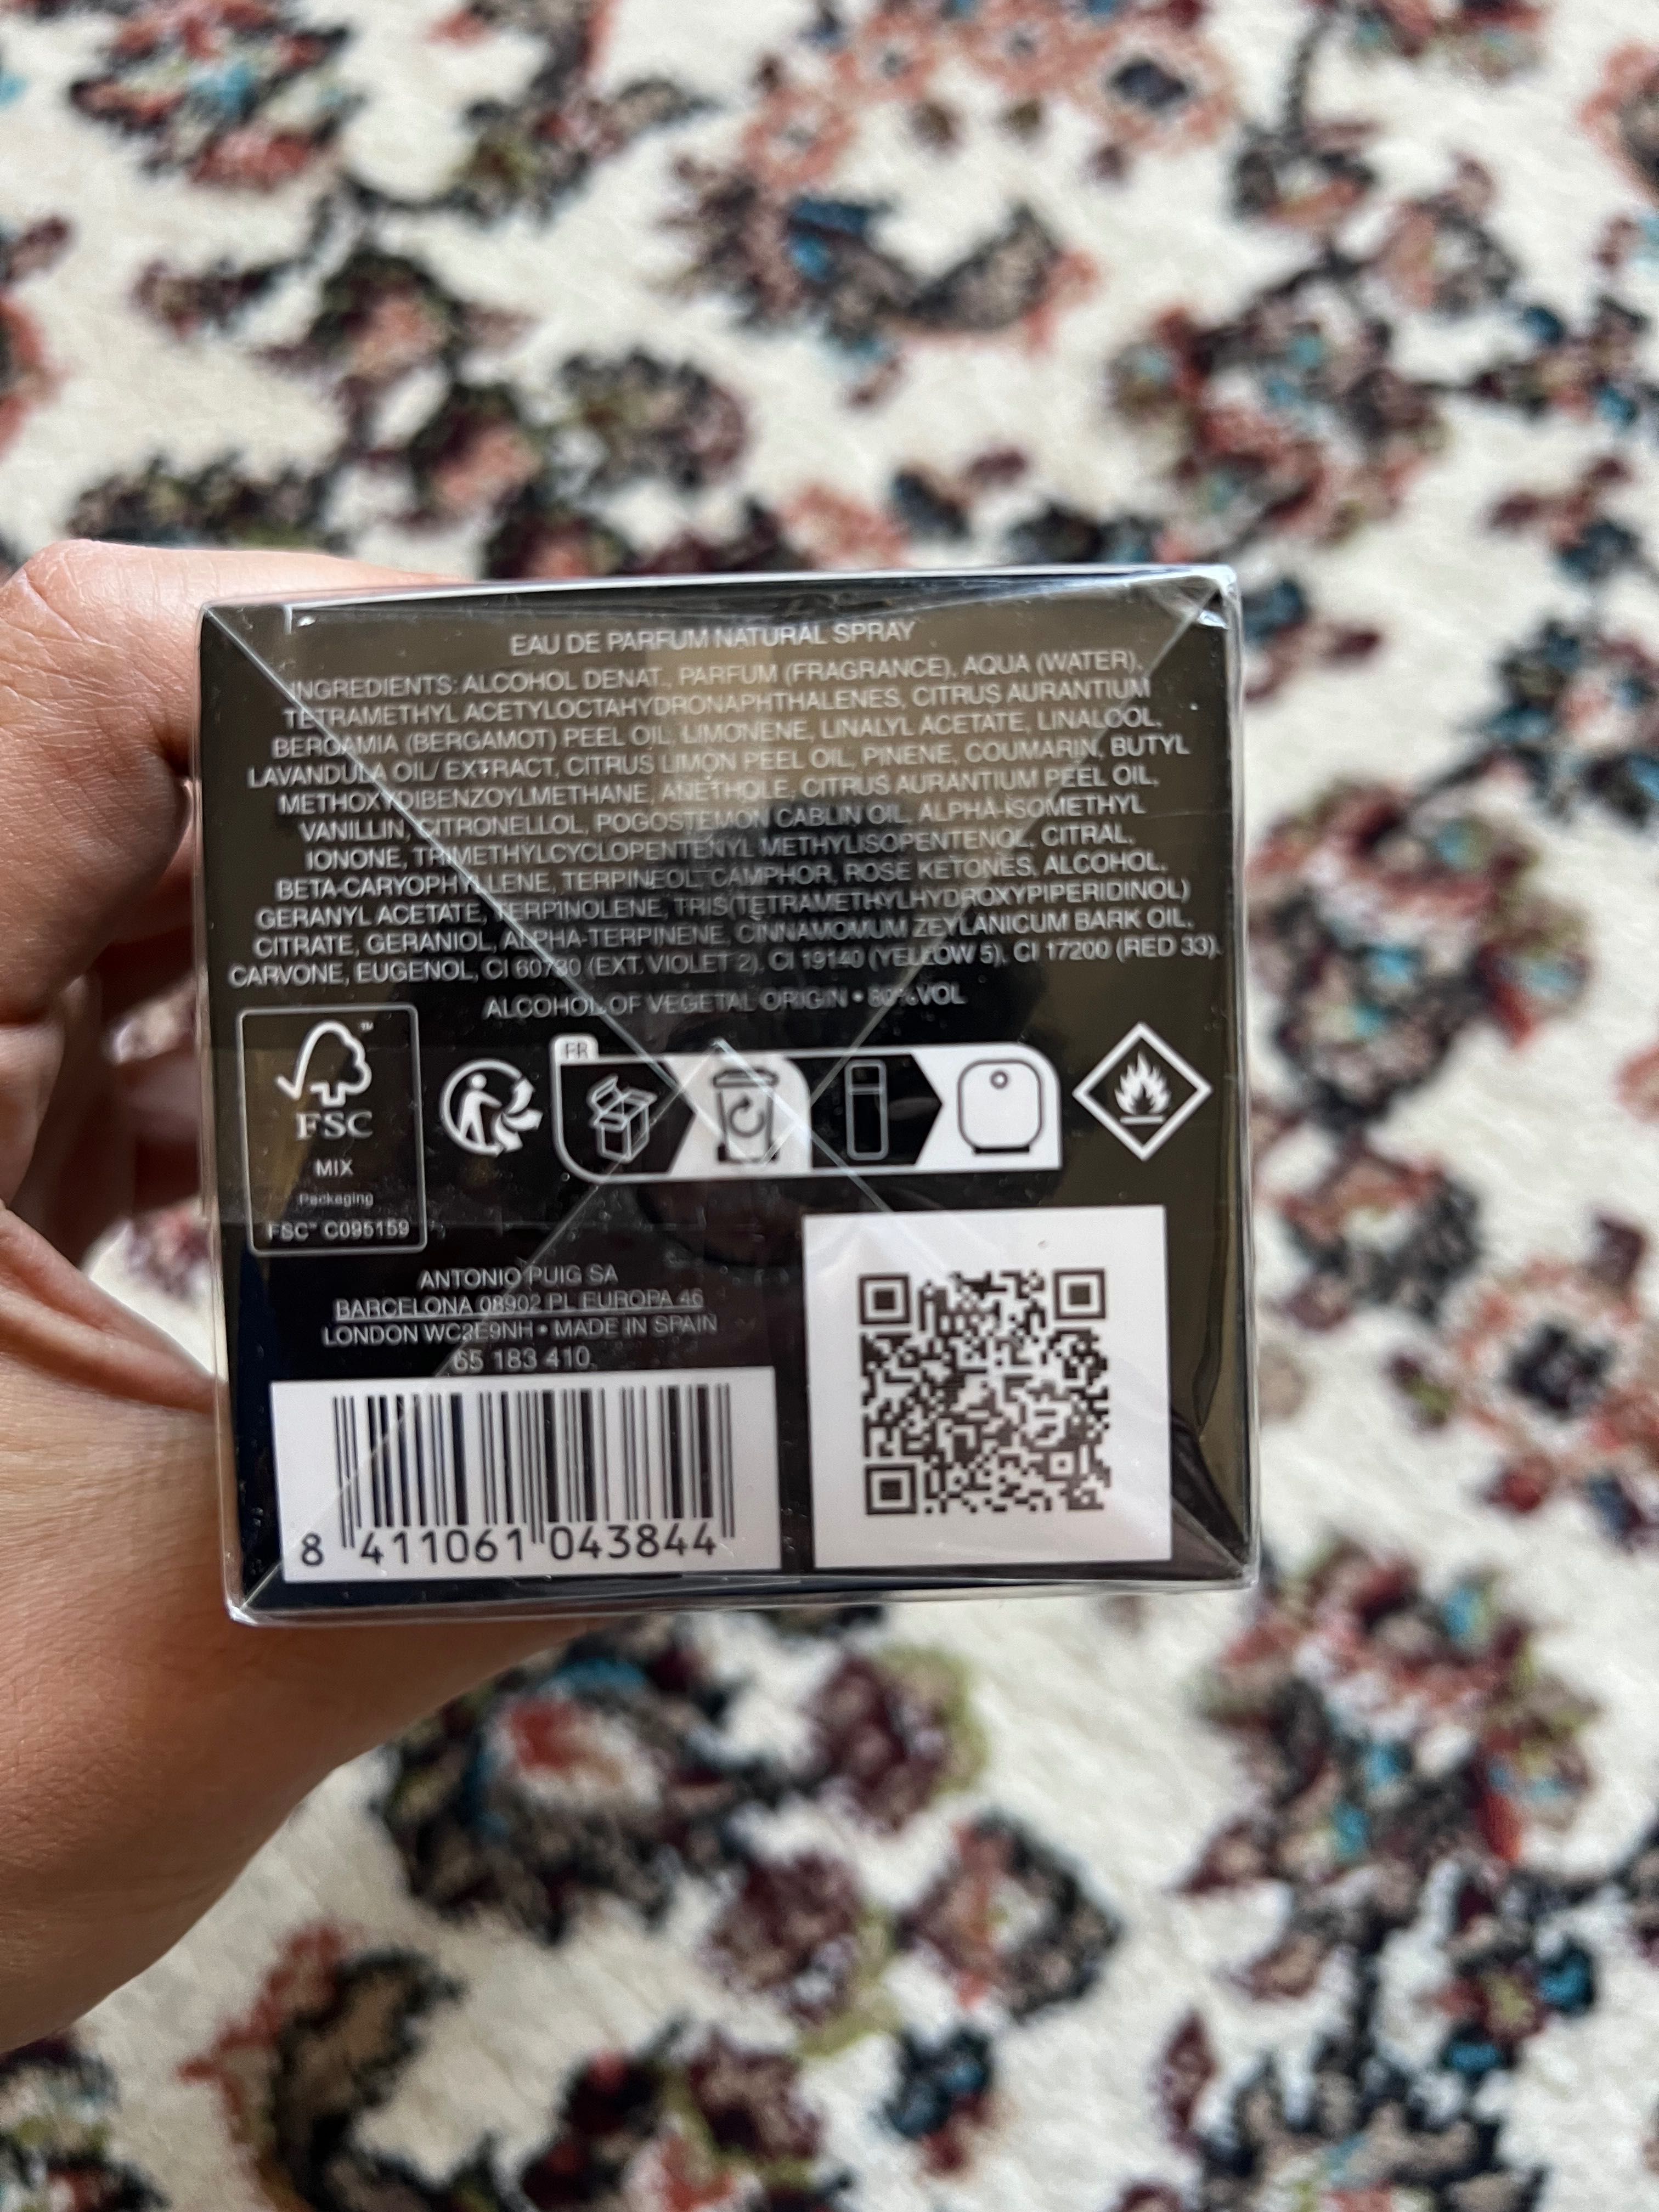 EAU DE PARFUM NATURAL SPRAY
INGREDIENTS: ALCOHOL DENAT., PARFUM (FRAGRANCE), AQUA (WATER),
TETRAMETHYL ACETYLOCTAHYDRONAPHTHALENES, CITRUS AURANTIUM
BERGAMIA (BERGAMOT) PEEL OIL, LIMONENE, LINALYL ACETATE, LINALOOL,
LAVANDULA OIL/ EXTRACT, CITRUS LIMON PEEL OIL, PINENE, COUMARIN, BUTYL
METHOXYDIBENZOYLMETHANE, ANETHOLE, CITRUS AURANTIUM PEEL OIL,
VANILLIN, CITRONELLOL, POGOSTEMON CABLIN OIL, ALPHA-ISOMETHYL
IONONE, TRIMETHYLCYCLOPENTENYL METHYLISOPENTENOL, CITRAL,
BETA-CARYOPHYLLENE, TERPINEOL, CAMPHOR, ROSE KETONES, ALCOHOL,
GERANYL ACETATE, TERPINOLENE, TRIS(TETRAMETHYLHYDROXYPIPERIDINOL)
CITRATE, GERANIOL, ALPHA-TERPINENE, CINNAMOMUM ZEYLANICUM BARK OIL,
CARVONE, EUGENOL, CI 60730 (EXT. VIOLET 2), CI 19140 (YELLOW 5), CI 17200 (RED 33).
ALCOHOL OF VEGETAL ORIGIN • 80% VOL
FR
™
FSC
MIX
Packaging
FSC™ C095159
ANTONIO PUIG SA
BARCELONA 08902 PL EUROPA 46
LONDON WC2E9NH • MADE IN SPAIN
65 183 410
8 411061 043844